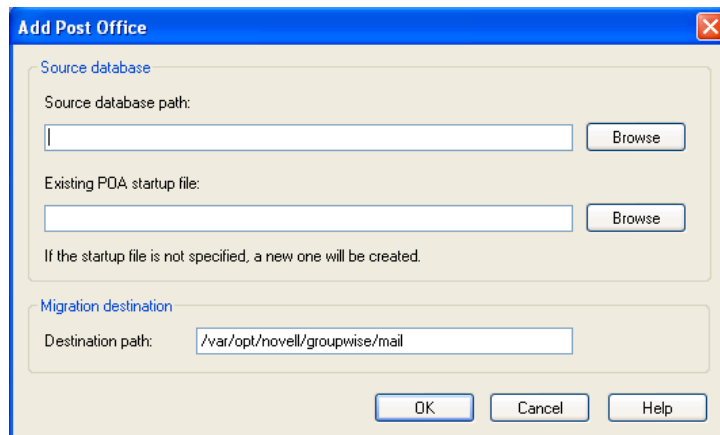 Add Post Office
Source database
Source database path:
Browse
Existing POA startup file:
Browse
If the startup file is not specified, a new one will be created.
Migration destination
Destination path: /var/opt/novell/groupwise/mail
OK Cancel Help